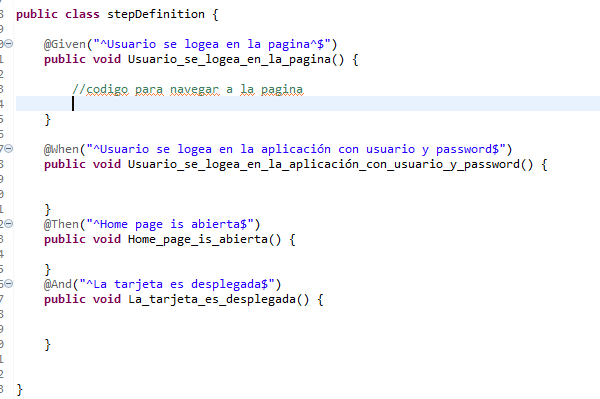 public class stepDefinition {
@Given("^Usuario se logea en la pagina^$")
public void Usuario_se_logea_en_la_pagina() {
//codigo para navegar a la pagina
}
@When("^Usuario se logea en la aplicación con usuario y password$")
public void Usuario_se_logea_en_la_aplicación_con_usuario_y_password() {
}
@Then("^Home page is abierta$")
public void Home_page_is_abierta() {
}
@And("^La tarjeta es desplegada$")
public void La_tarjeta_es_desplegada() {
}
}